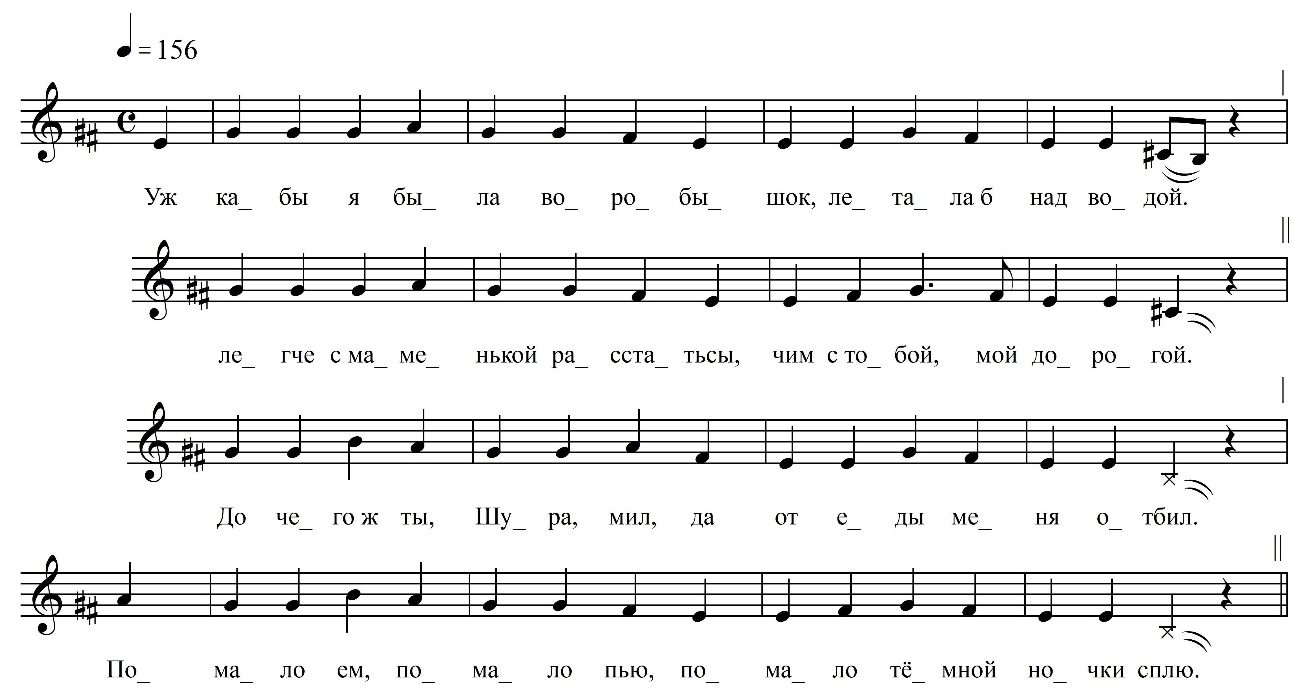 = 156
Уж ка_ бы я бы_ ла во_ ро_ бы_ шок, ле_ та_ ла б над во_ дой.
ле_ гче с ма_ ме_ нькой ра_ сста_ тьсы, чим с то_ бой, мой до_ ро_ гой.
До че_ го ж ты, Шу_ ра, мил, да от е_ ды ме_ ня о_ тбил.
По_ ма_ ло ем, по_ ма_ ло пью, по_ ма_ ло тё_ мной но_ чки сплю.